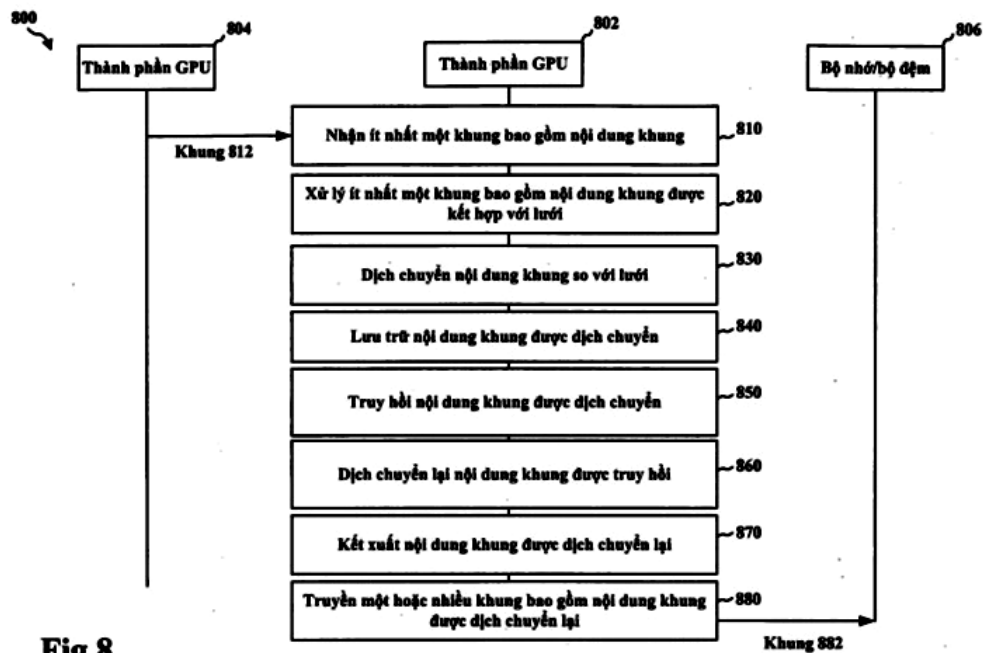 800
804
802
806
Thành phần GPU
Thành phần GPU
Bộ nhớ/bộ đệm
Nhận ít nhất một khung bao gồm nội dung khung
810
Khung 812
Xử lý ít nhất một khung bao gồm nội dung khung được
kết hợp với lưới
820
Dịch chuyển nội dung khung so với lưới
830
Lưu trữ nội dung khung được dịch chuyển
840
Truy hồi nội dung khung được dịch chuyển
850
Dịch chuyển lại nội dung khung được truy hồi
860
Kết xuất nội dung khung được dịch chuyển lại
870
Truyền một hoặc nhiều khung bao gồm nội dung khung
được dịch chuyển lại
880
Khung 882
Fig 8